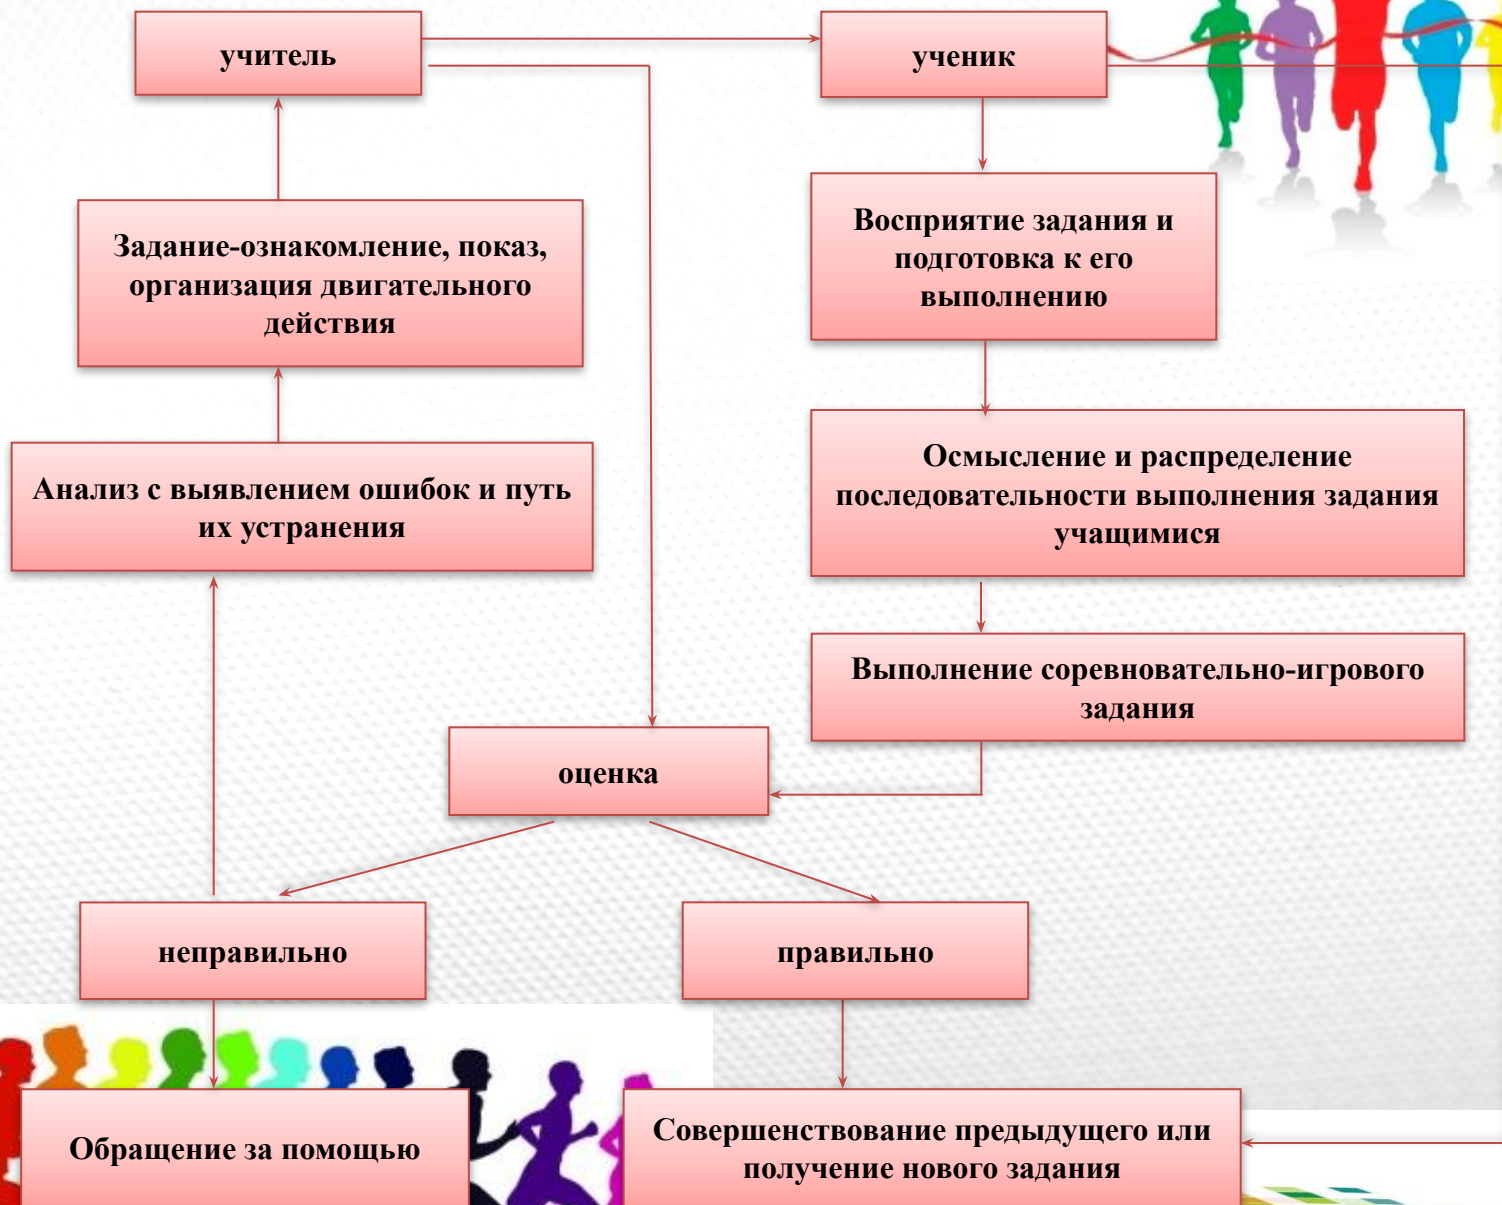 учитель
ученик
Задание-ознакомление, показ,
организация двигательного
действия
Восприятие задания и
подготовка к его
выполнению
Анализ с выявлением ошибок и путь
их устранения
Осмысление и распределение
последовательности выполнения задания
учащимися
Выполнение соревновательно-игрового
задания
оценка
неправильно
правильно
Обращение за помощью
Совершенствование предыдущего или
получение нового задания